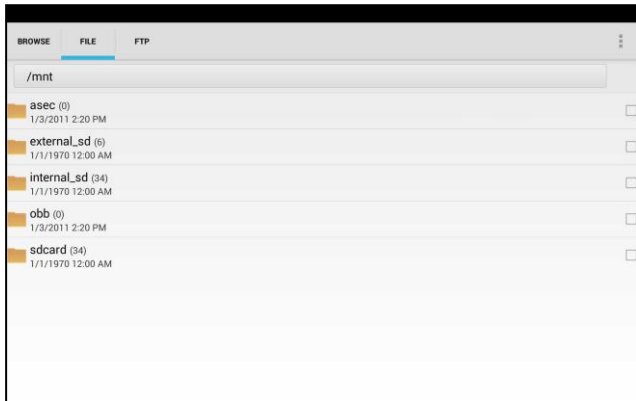 BROWSE FILE FTP
/mnt
asec (0)
1/3/2011 2:20 PM
external_sd (6)
1/1/1970 12:00 AM
internal_sd (34)
1/1/1970 12:00 AM
obb (0)
1/3/2011 2:20 PM
sdcard (34)
1/1/1970 12:00 AM